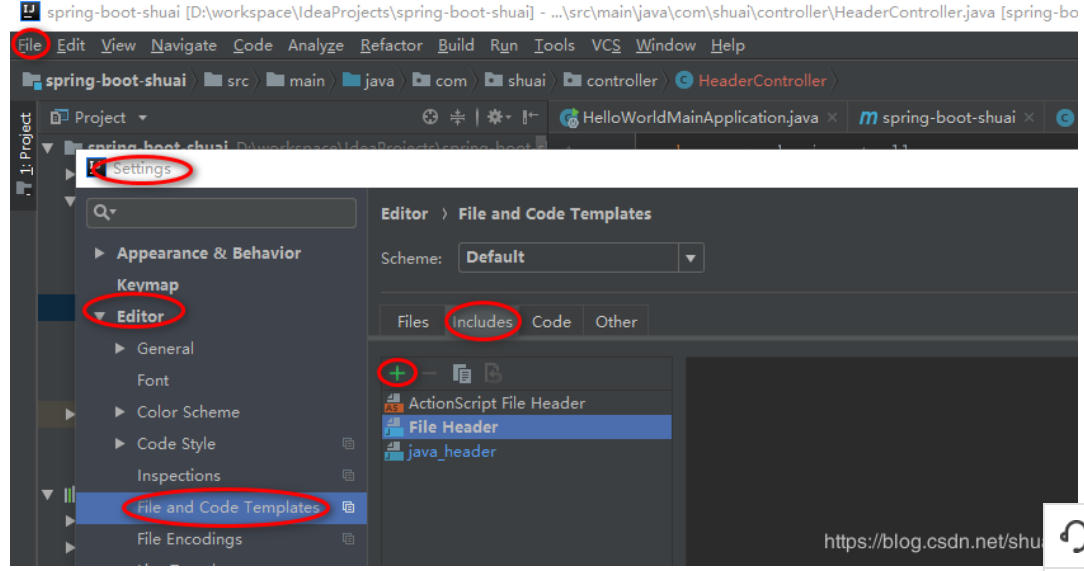 spring-boot-shuai [D:\workspace\IdeaProjects\spring-boot-shuai] - ...\src\main\java\com\shuai\controller\HeaderController.java [spring-bo
File Edit View Navigate Code Analyze Refactor Build Run Tools VCS Window Help
spring-boot-shuai src main java com shuai controller HeaderController
1: Project
Project HelloWorldMainApplication.java spring-boot-shuai
spring-boot-shuai D:\workspace\IdeaProjects\spring-boot-s
Settings
Editor > File and Code Templates
Appearance & Behavior
Scheme: Default
Keymap
Editor
Files Includes Code Other
General
Font
ActionScript File Header
Color Scheme
File Header
Code Style
java_header
Inspections
File and Code Templates
File Encodings
https://blog.csdn.net/shu